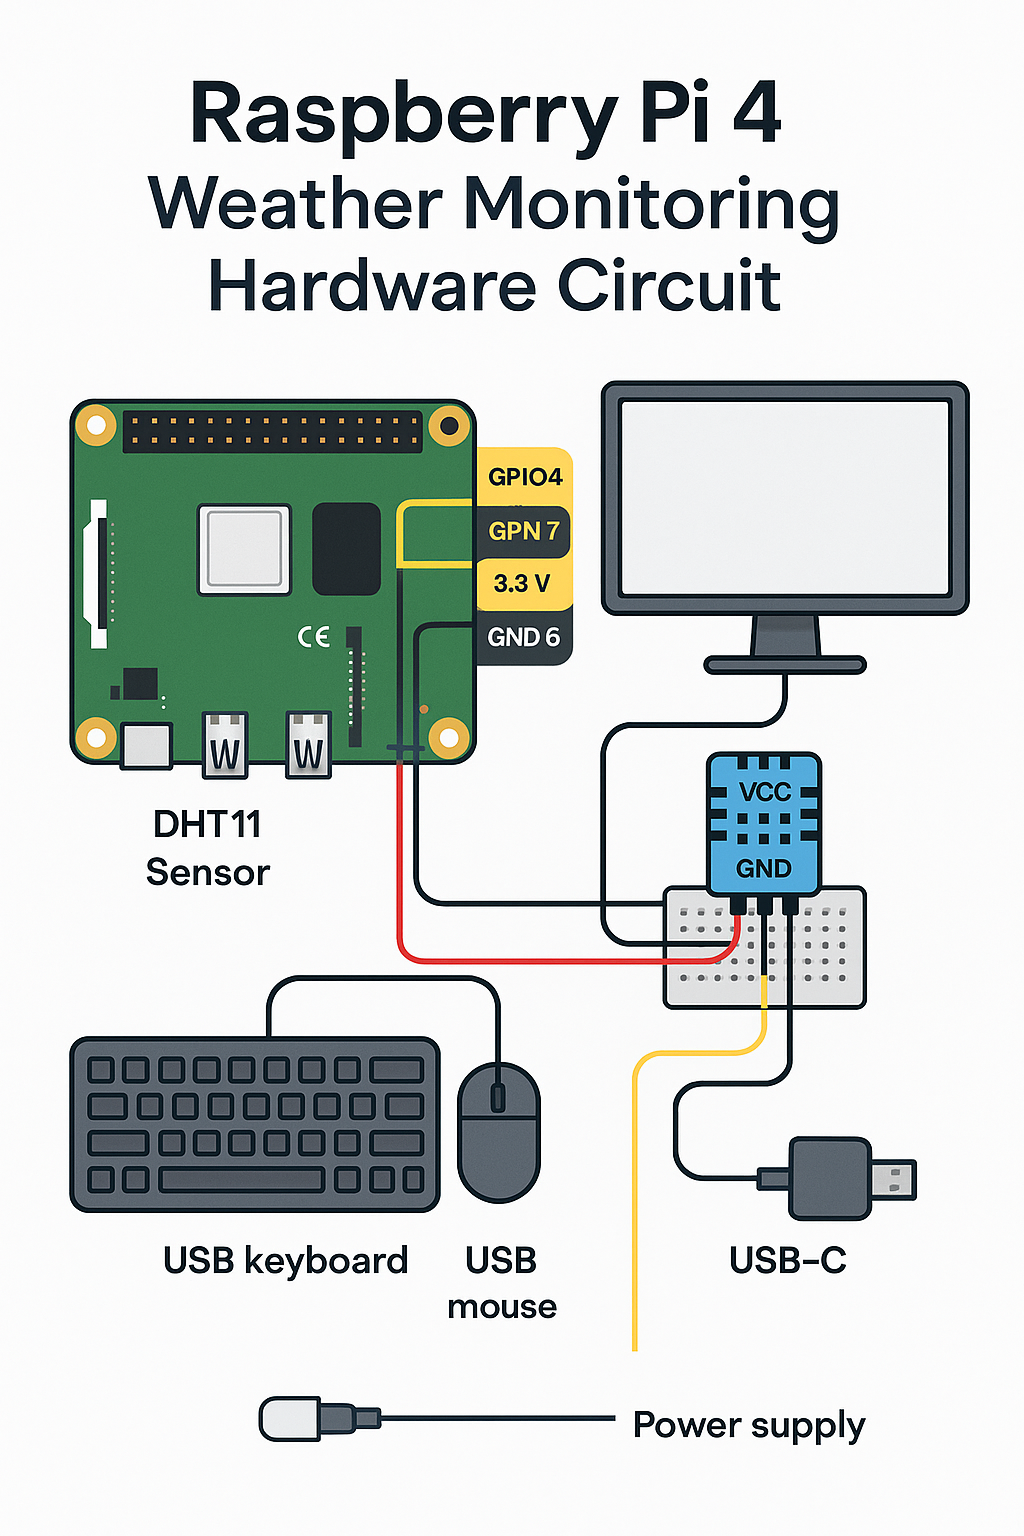 Raspberry Pi 4
Weather Monitoring
Hardware Circuit
GPIO4
GPN 7
3.3 V
GND 6
CE
W
W
DHT11
Sensor
VCC
GND
USB keyboard
USB
mouse
USB-C
Power supply